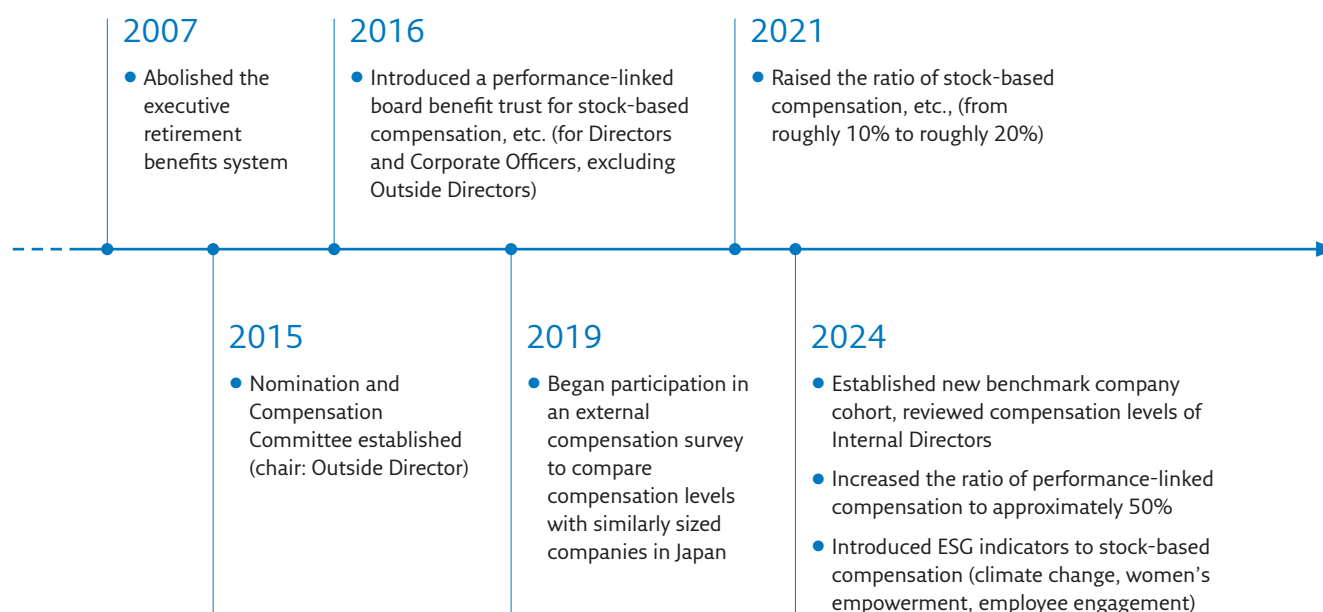 2007
● Abolished the
executive
retirement
benefits system
2016
● Introduced a performance-linked
board benefit trust for stock-based
compensation, etc. (for Directors
and Corporate Officers, excluding
Outside Directors)
2021
● Raised the ratio of stock-based
compensation, etc., (from
roughly 10% to roughly 20%)
2015
● Nomination and
Compensation
Committee established
(chair: Outside Director)
2019
● Began participation in
an external
compensation survey
to compare
compensation levels
with similarly sized
companies in Japan
2024
● Established new benchmark company
cohort, reviewed compensation levels of
Internal Directors
● Increased the ratio of performance-linked
compensation to approximately 50%
● Introduced ESG indicators to stock-based
compensation (climate change, women’s
empowerment, employee engagement)